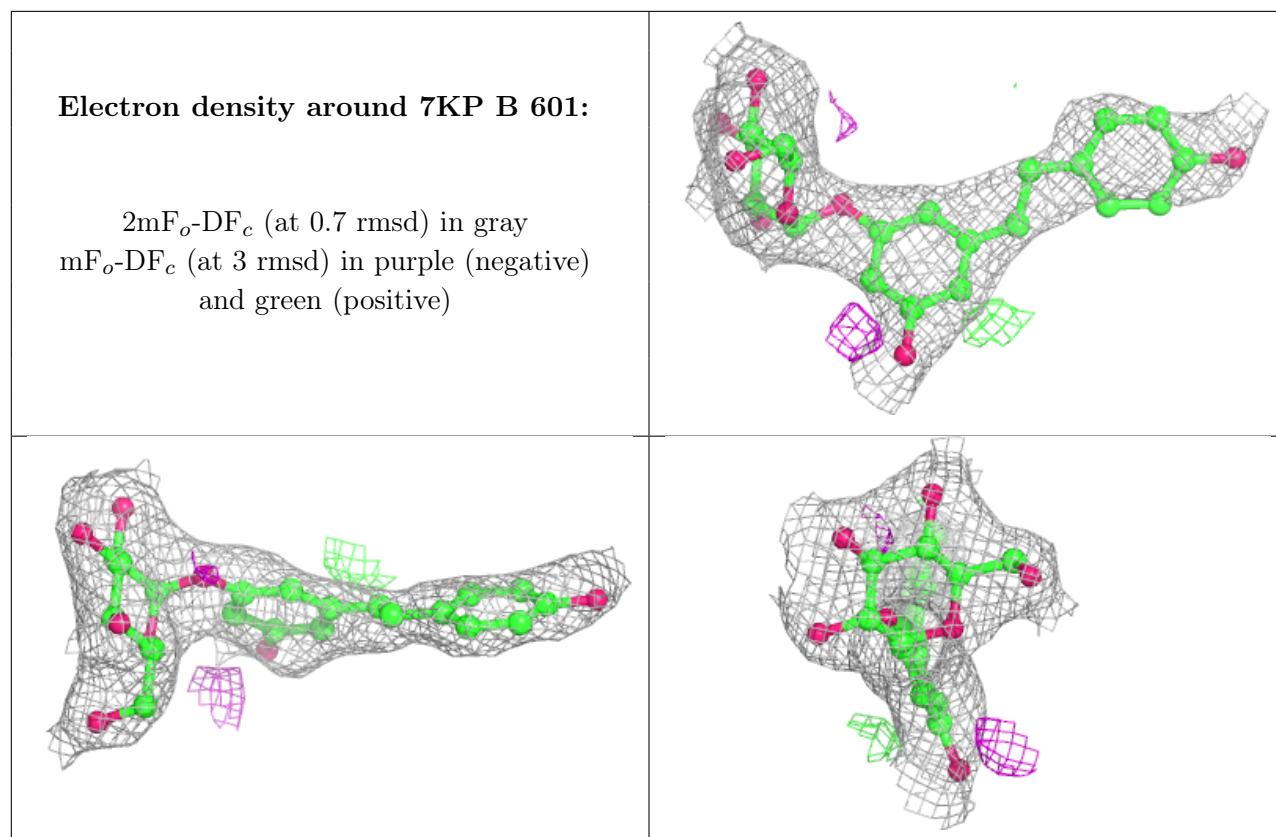 Electron density around 7KP B 601:
2mFₒ-DF𝒸 (at 0.7 rmsd) in gray
mFₒ-DF𝒸 (at 3 rmsd) in purple (negative)
and green (positive)